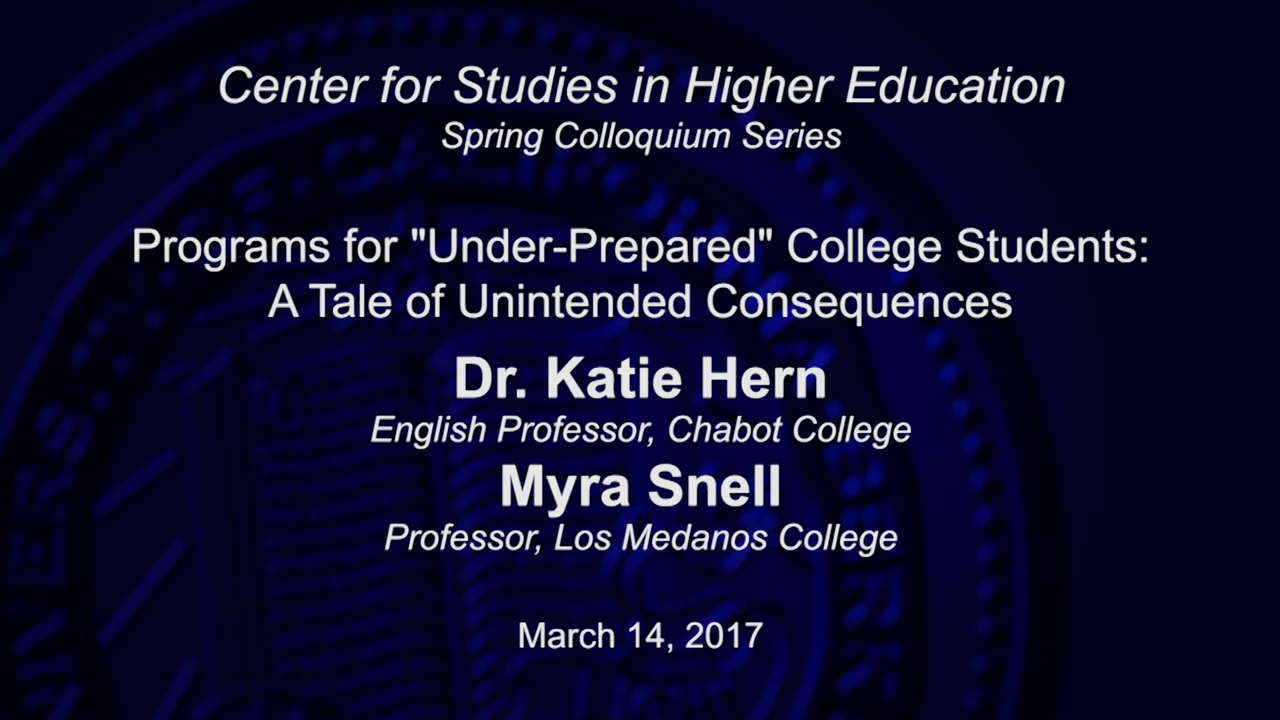 Center for Studies in Higher Education
Spring Colloquium Series
Programs for "Under-Prepared" College Students:
A Tale of Unintended Consequences
Dr. Katie Hern
English Professor, Chabot College
Myra Snell
Professor, Los Medanos College
March 14, 2017